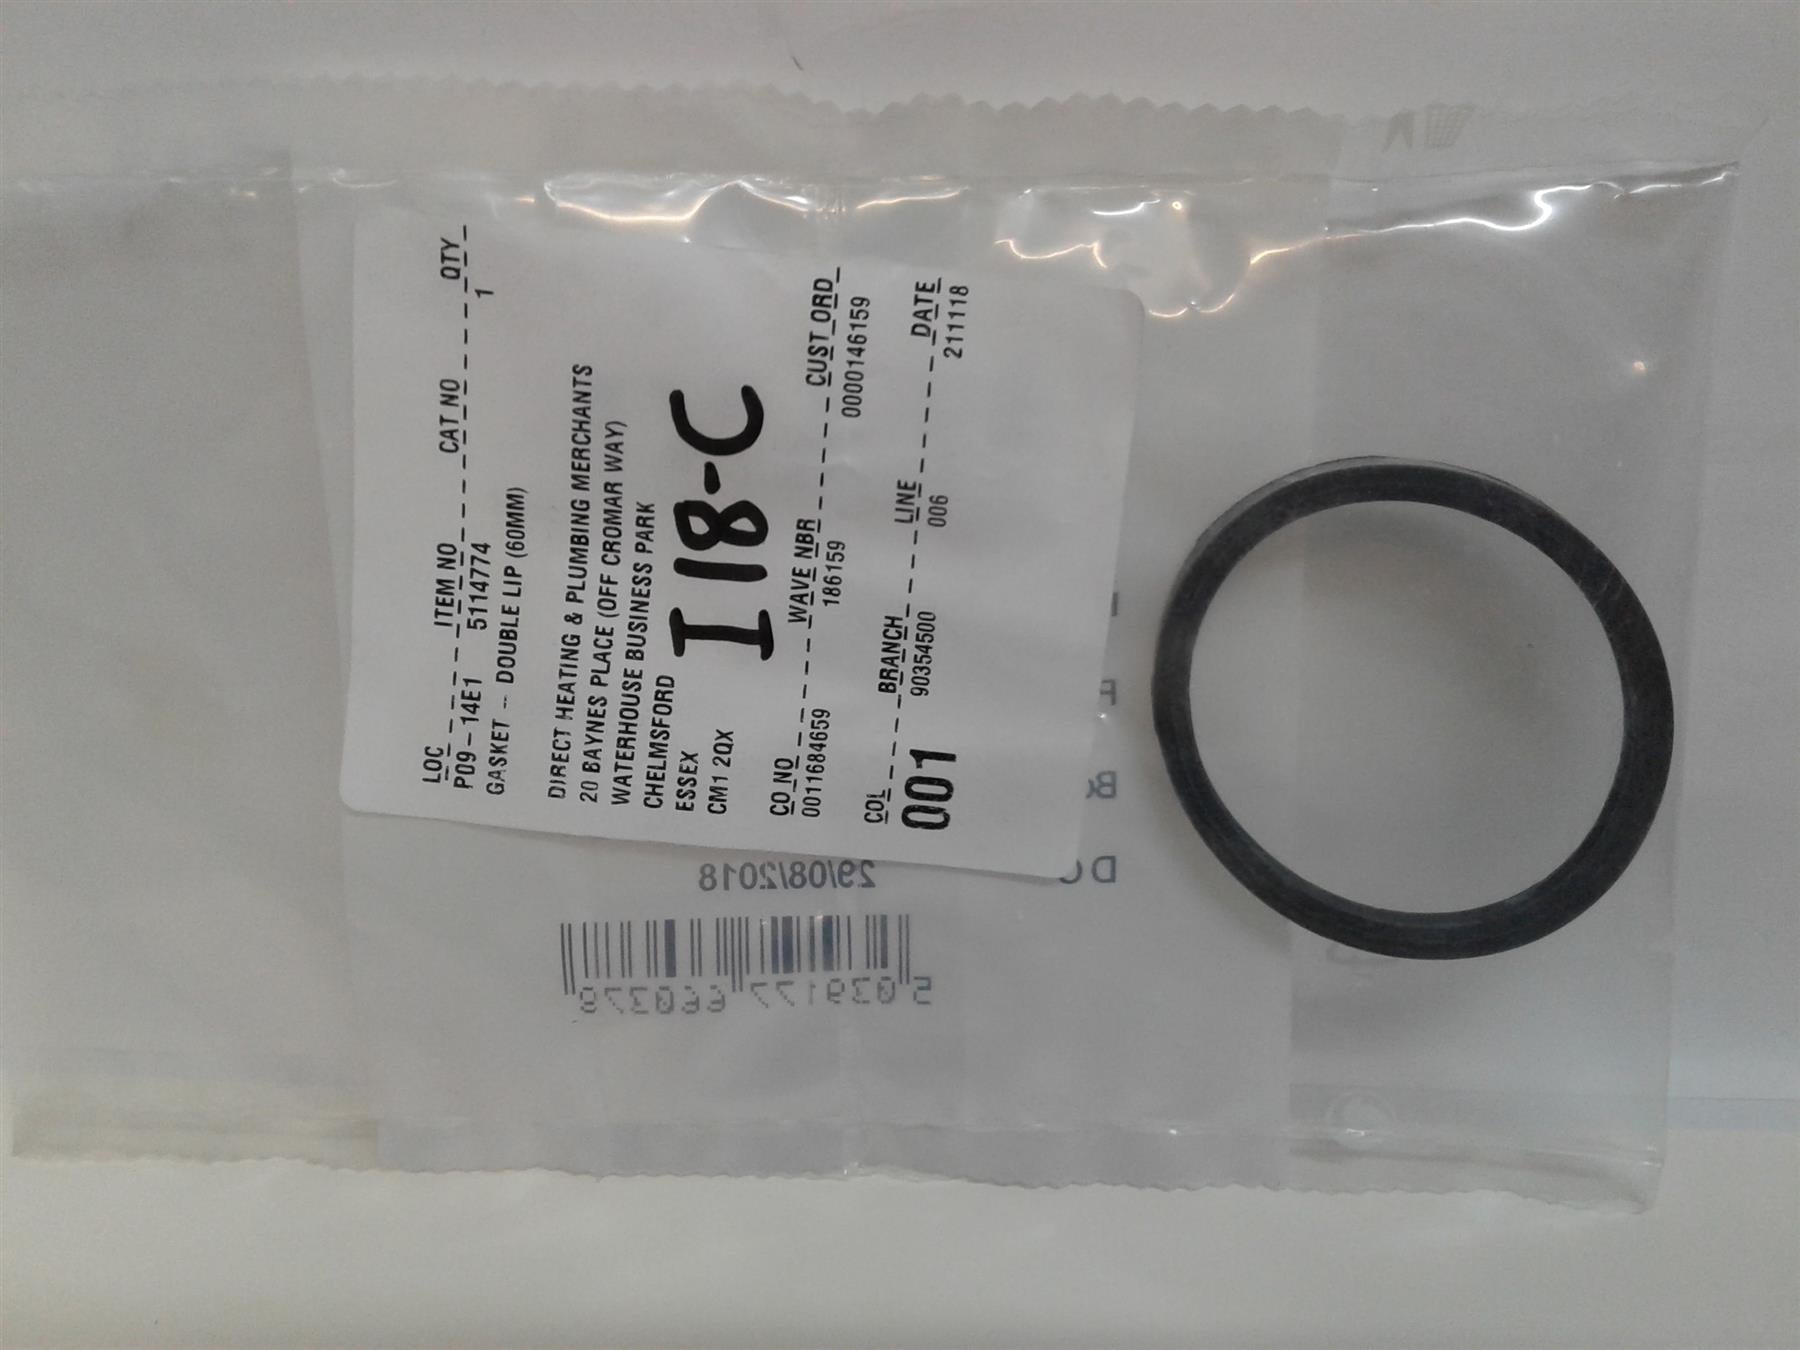 LOC ITEM NO CAT NO QTY
P09-14E1 5114774 1
GASKET - DOUBLE LIP (60MM)
DIRECT HEATING & PLUMBING MERCHANTS
20 BAYNES PLACE (OFF CROMAR WAY)
WATERHOUSE BUSINESS PARK
CHELMSFORD
ESSEX
CM1 2QX
I 18-C
CO NO WAVE NBR CUST ORD
0011684659 186159 0000146159
COL BRANCH LINE DATE
001 90354500 006 211118
29/08/2018
5 039177